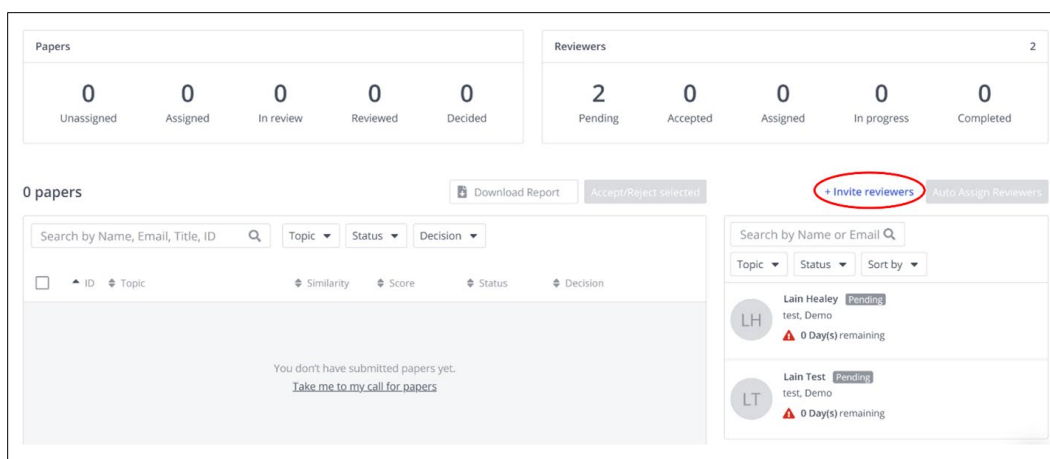 Papers
0 0 0 0 0
Unassigned Assigned In review Reviewed Decided
Reviewers 2
2 0 0 0 0
Pending Accepted Assigned In progress Completed
0 papers
Download Report
Accept/Reject selected
+ Invite reviewers
Auto Assign Reviewers
Search by Name, Email, Title, ID
Topic Status Decision
ID Topic Similarity Score Status Decision
You don't have submitted papers yet.
Take me to my call for papers
Search by Name or Email
Topic Status Sort by
LH
Lain Healey Pending
test, Demo
0 Day(s) remaining
LT
Lain Test Pending
test, Demo
0 Day(s) remaining